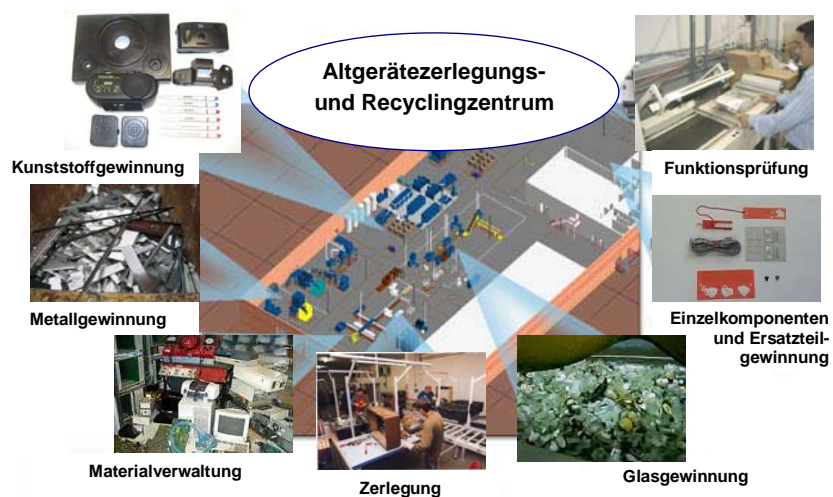 Altgerätezerlegungs-
und Recyclingzentrum
Kunststoffgewinnung
Funktionsprüfung
Metallgewinnung
Einzelkomponenten
und Ersatzteil-
gewinnung
Materialverwaltung
Zerlegung
Glasgewinnung